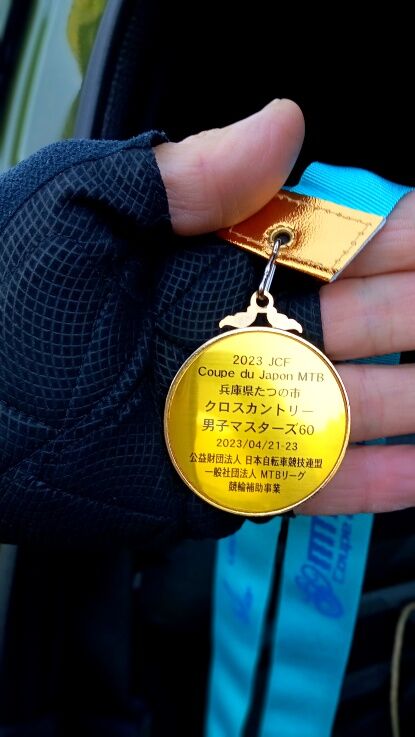 2023 JCF
Coupe du Japon MTB
兵庫県たつの市
クロスカントリー
男子マスターズ60
2023/04/21-23
公益財団法人 日本自転車競技連盟
一般社団法人 MTBリーグ
競輪補助事業
Coupe